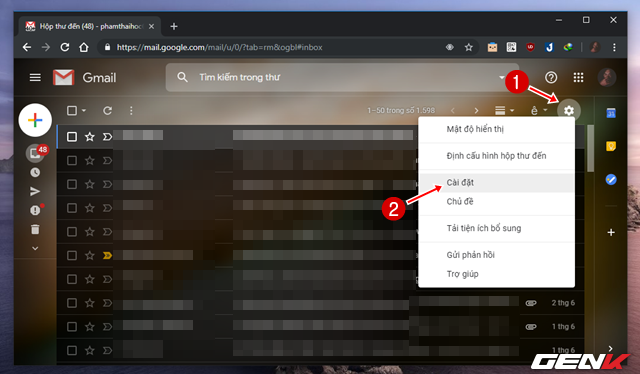 Hộp thư đến (48) - phamthaihoch
https://mail.google.com/mail/u/0/?tab=rm&ogbl#inbox
Gmail
Tìm kiếm trong thư
1
1–50 trong số 1.598
Mật độ hiển thị
48
Định cấu hình hộp thư đến
Cài đặt
2
Chủ đề
Tải tiện ích bổ sung
Gửi phản hồi
Trợ giúp
2 thg 6
1 thg 6
1 thg 6
GENK